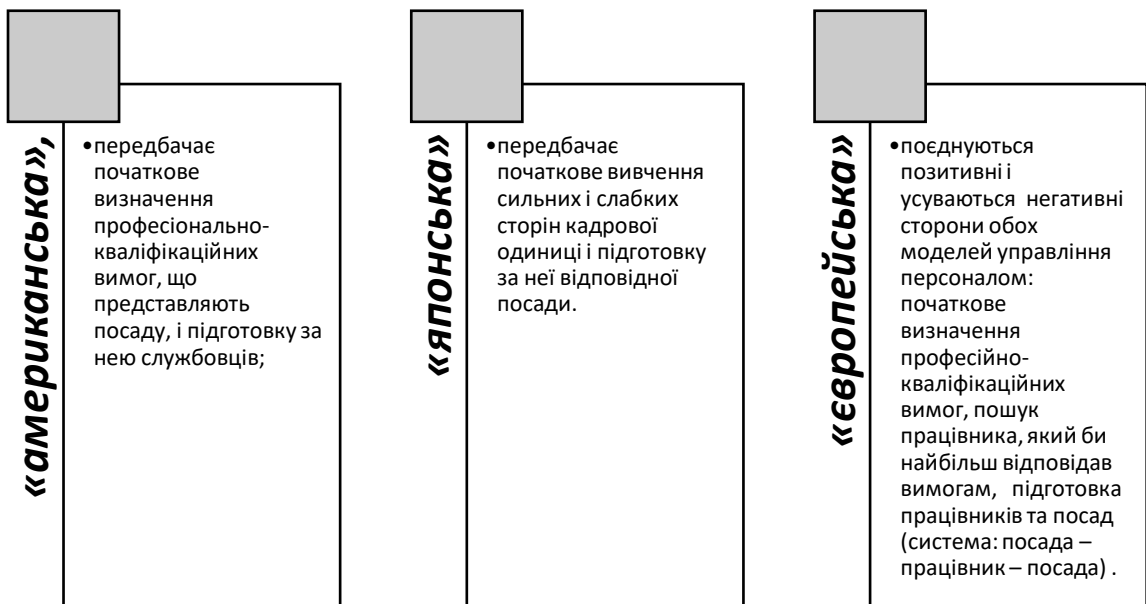 «американська»,
•передбачає
початкове
визначення
професіонально-
кваліфікаційних
вимог, що
представляють
посаду, і підготовку за
нею службовців;
«японська»
•передбачає
початкове вивчення
сильних і слабких
сторін кадрової
одиниці і підготовку
за неї відповідної
посади.
«європейська»
•поєднуються
позитивні і
усуваються негативні
сторони обох
моделей управління
персоналом:
початкове
визначення
професійно-
кваліфікаційних
вимог, пошук
працівника, який би
найбільш відповідав
вимогам, підготовка
працівників та посад
(система: посада –
працівник – посада) .